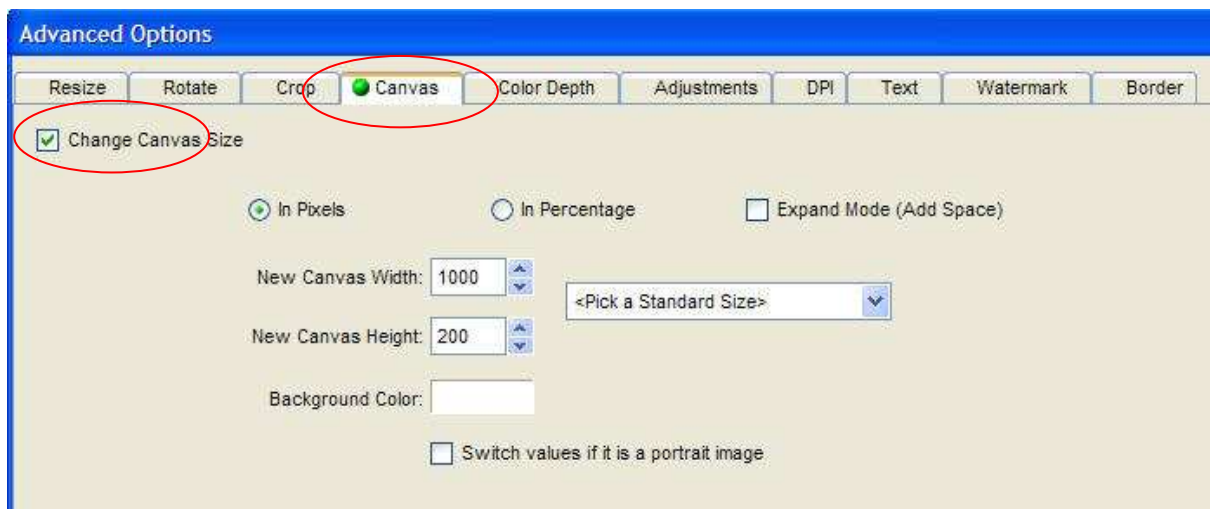 Advanced Options
Resize Rotate Crop Canvas Color Depth Adjustments DPI Text Watermark Border
Change Canvas Size
In Pixels In Percentage Expand Mode (Add Space)
New Canvas Width: 1000
<Pick a Standard Size>
New Canvas Height: 200
Background Color:
Switch values if it is a portrait image